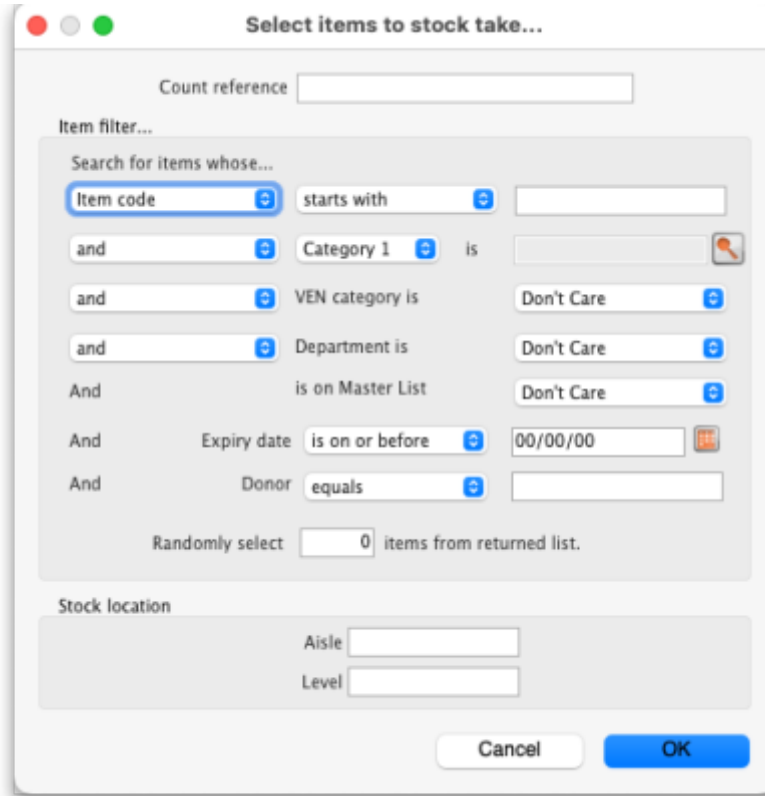 Select items to stock take...
Count reference
Item filter...
Search for items whose...
Item code starts with
and Category 1 is
and VEN category is Don't Care
and Department is Don't Care
And is on Master List Don't Care
And Expiry date is on or before 00/00/00
And Donor equals
Randomly select 0 items from returned list.
Stock location
Aisle
Level
Cancel OK